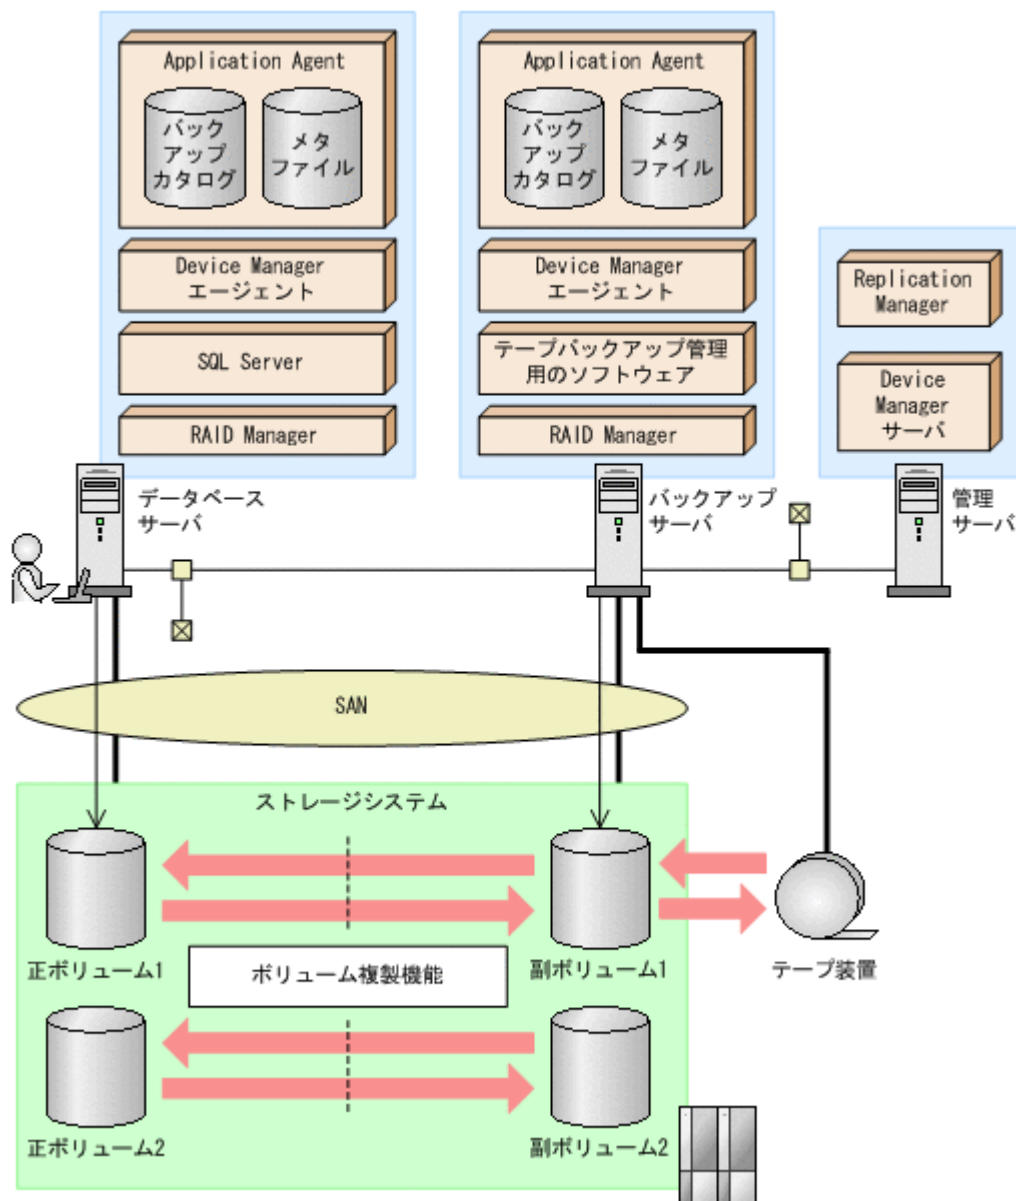 Application Agent
バック
アップ
カタログ
メタ
ファイル
Device Manager
エージェント
SQL Server
RAID Manager
データベース
サーバ
Application Agent
バック
アップ
カタログ
メタ
ファイル
Device Manager
エージェント
テープバックアップ管理
用のソフトウェア
RAID Manager
バックアップ
サーバ
Replication
Manager
Device
Manager
サーバ
管理
サーバ
SAN
ストレージシステム
正ボリューム1
ボリューム複製機能
副ボリューム1
テープ装置
正ボリューム2
副ボリューム2